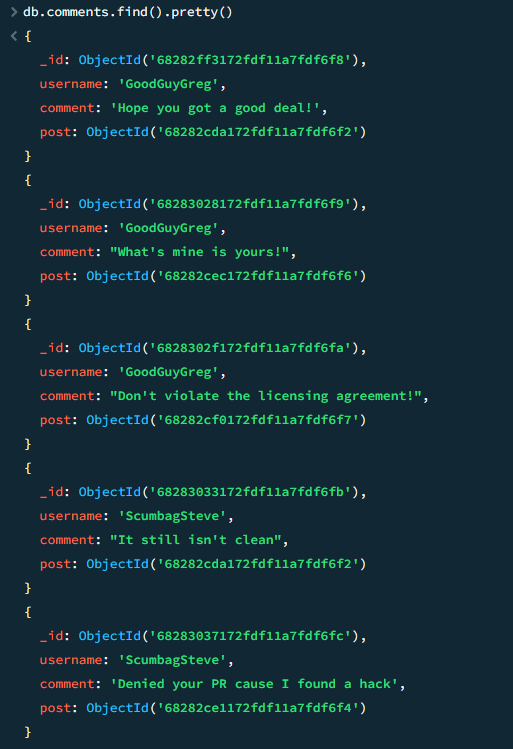 > db.comments.find().pretty()
< {
_id: ObjectId('68282ff3172fdf11a7fdf6f8'),
username: 'GoodGuyGreg',
comment: 'Hope you got a good deal!',
post: ObjectId('68282cda172fdf11a7fdf6f2')
}
{
_id: ObjectId('68283028172fdf11a7fdf6f9'),
username: 'GoodGuyGreg',
comment: "What's mine is yours!",
post: ObjectId('68282cec172fdf11a7fdf6f6')
}
{
_id: ObjectId('6828302f172fdf11a7fdf6fa'),
username: 'GoodGuyGreg',
comment: "Don't violate the licensing agreement!",
post: ObjectId('68282cf0172fdf11a7fdf6f7')
}
{
_id: ObjectId('68283033172fdf11a7fdf6fb'),
username: 'ScumbagSteve',
comment: "It still isn't clean",
post: ObjectId('68282cda172fdf11a7fdf6f2')
}
{
_id: ObjectId('68283037172fdf11a7fdf6fc'),
username: 'ScumbagSteve',
comment: 'Denied your PR cause I found a hack',
post: ObjectId('68282ce1172fdf11a7fdf6f4')
}